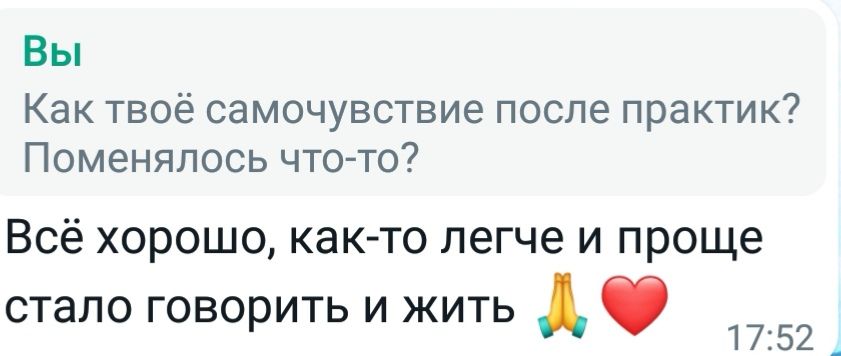 Вы
Как твоё самочувствие после практик?
Поменялось что-то?
Всё хорошо, как-то легче и проще
стало говорить и жить 🙏❤️
17:52